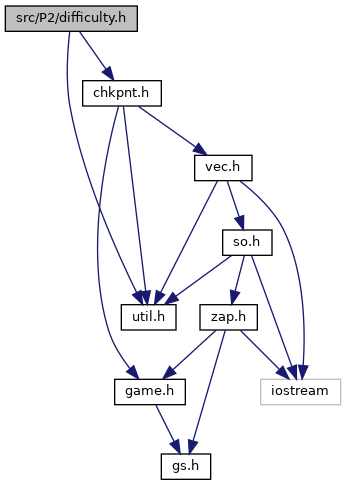 src/P2/difficulty.h
chkpnt.h
vec.h
so.h
util.h
zap.h
game.h
iostream
gs.h